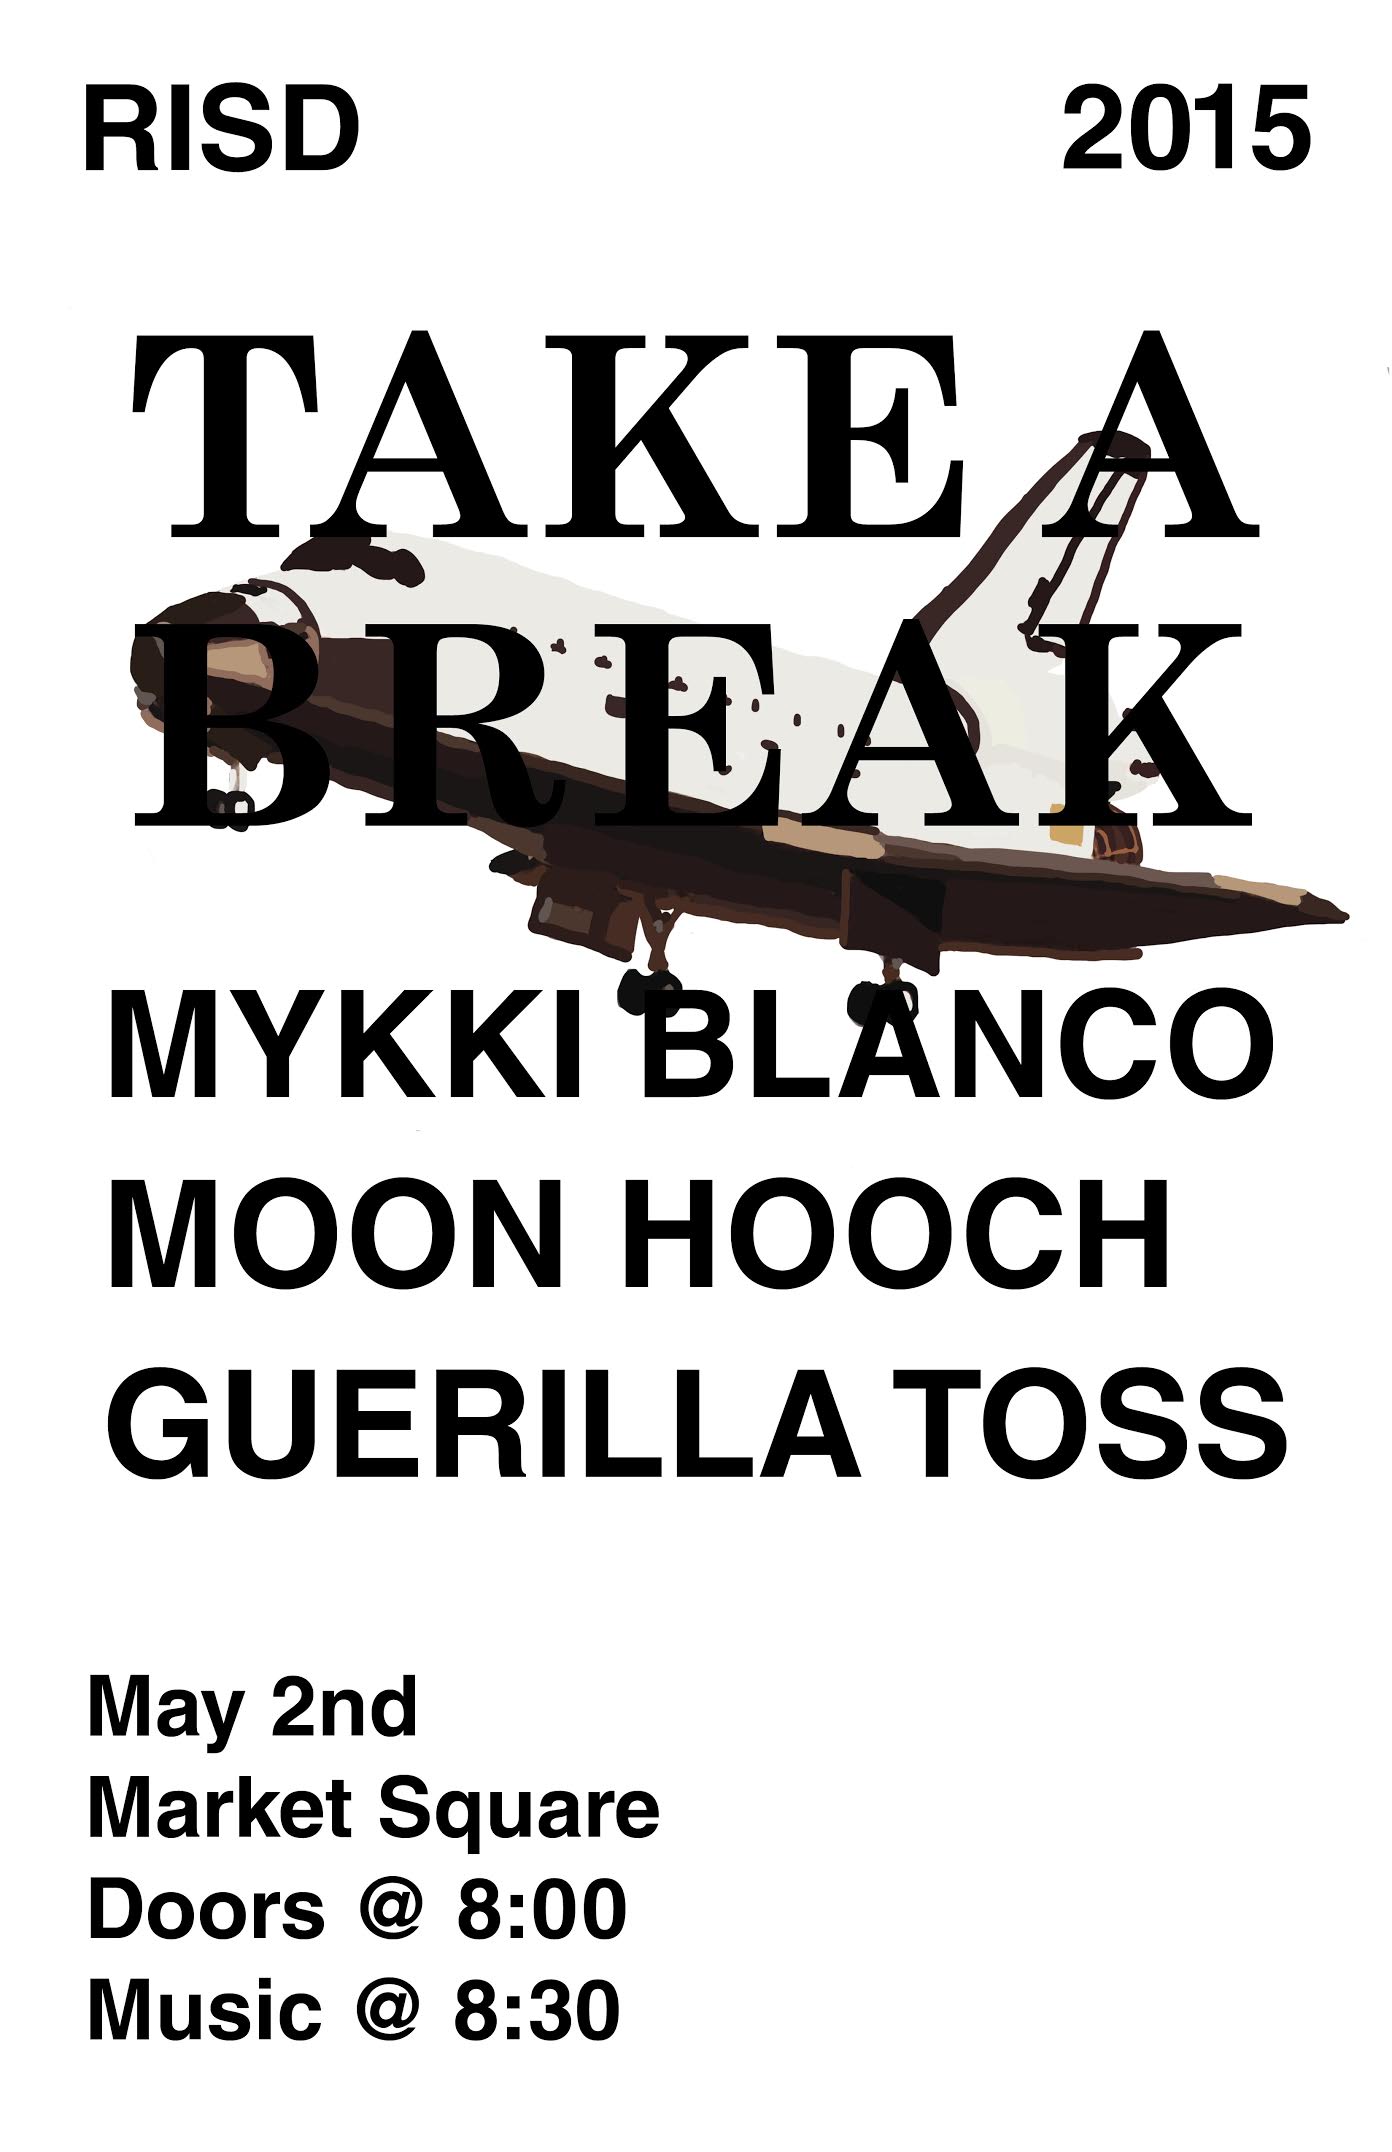 RISD 2015
TAKE A
BREAK
MYKKI BLANCO
MOON HOOCH
GUERILLA TOSS
May 2nd
Market Square
Doors @ 8:00
Music @ 8:30